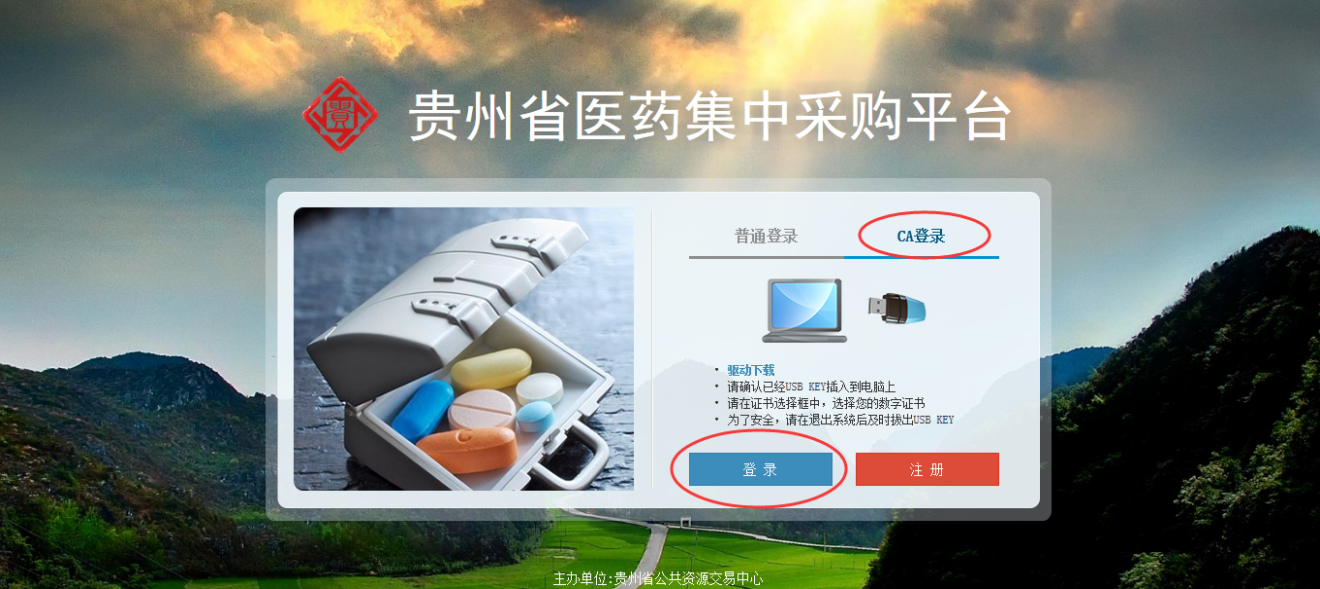 贵州省医药集中采购平台
普通登录 CA登录
驱动下载
请确认已经USB KEY插入到电脑上
请在证书选择框中，选择您的数字证书
为了安全，请在退出系统后及时拔出USB KEY
登 录 注 册
主办单位:贵州省公共资源交易中心